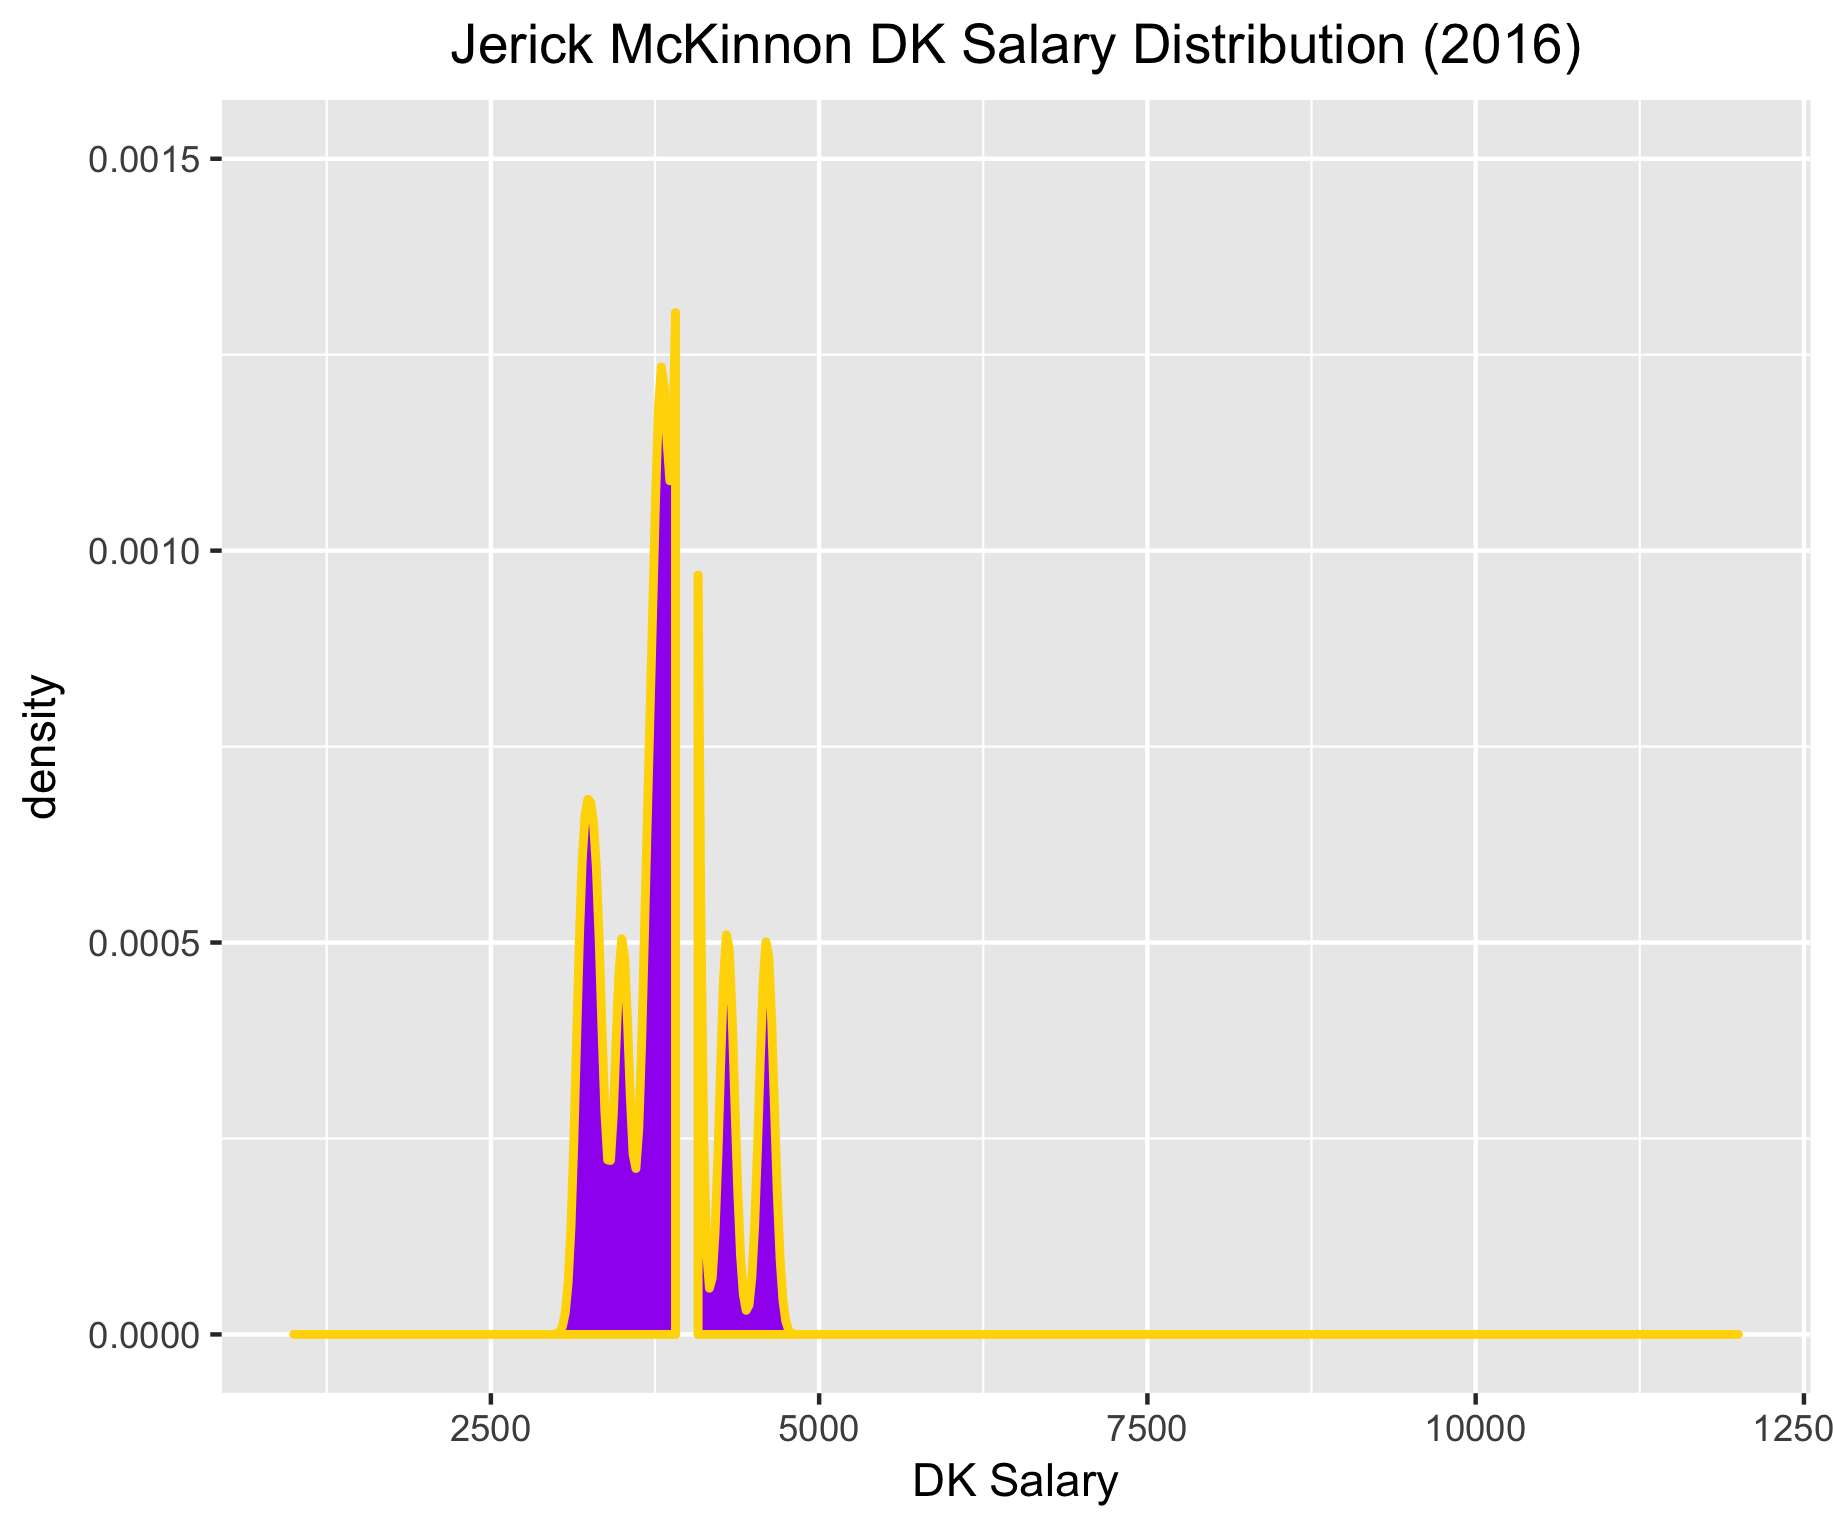 Jerick McKinnon DK Salary Distribution (2016)
0.0015
0.0010
0.0005
0.0000
density
2500 5000 7500 10000 1250
DK Salary